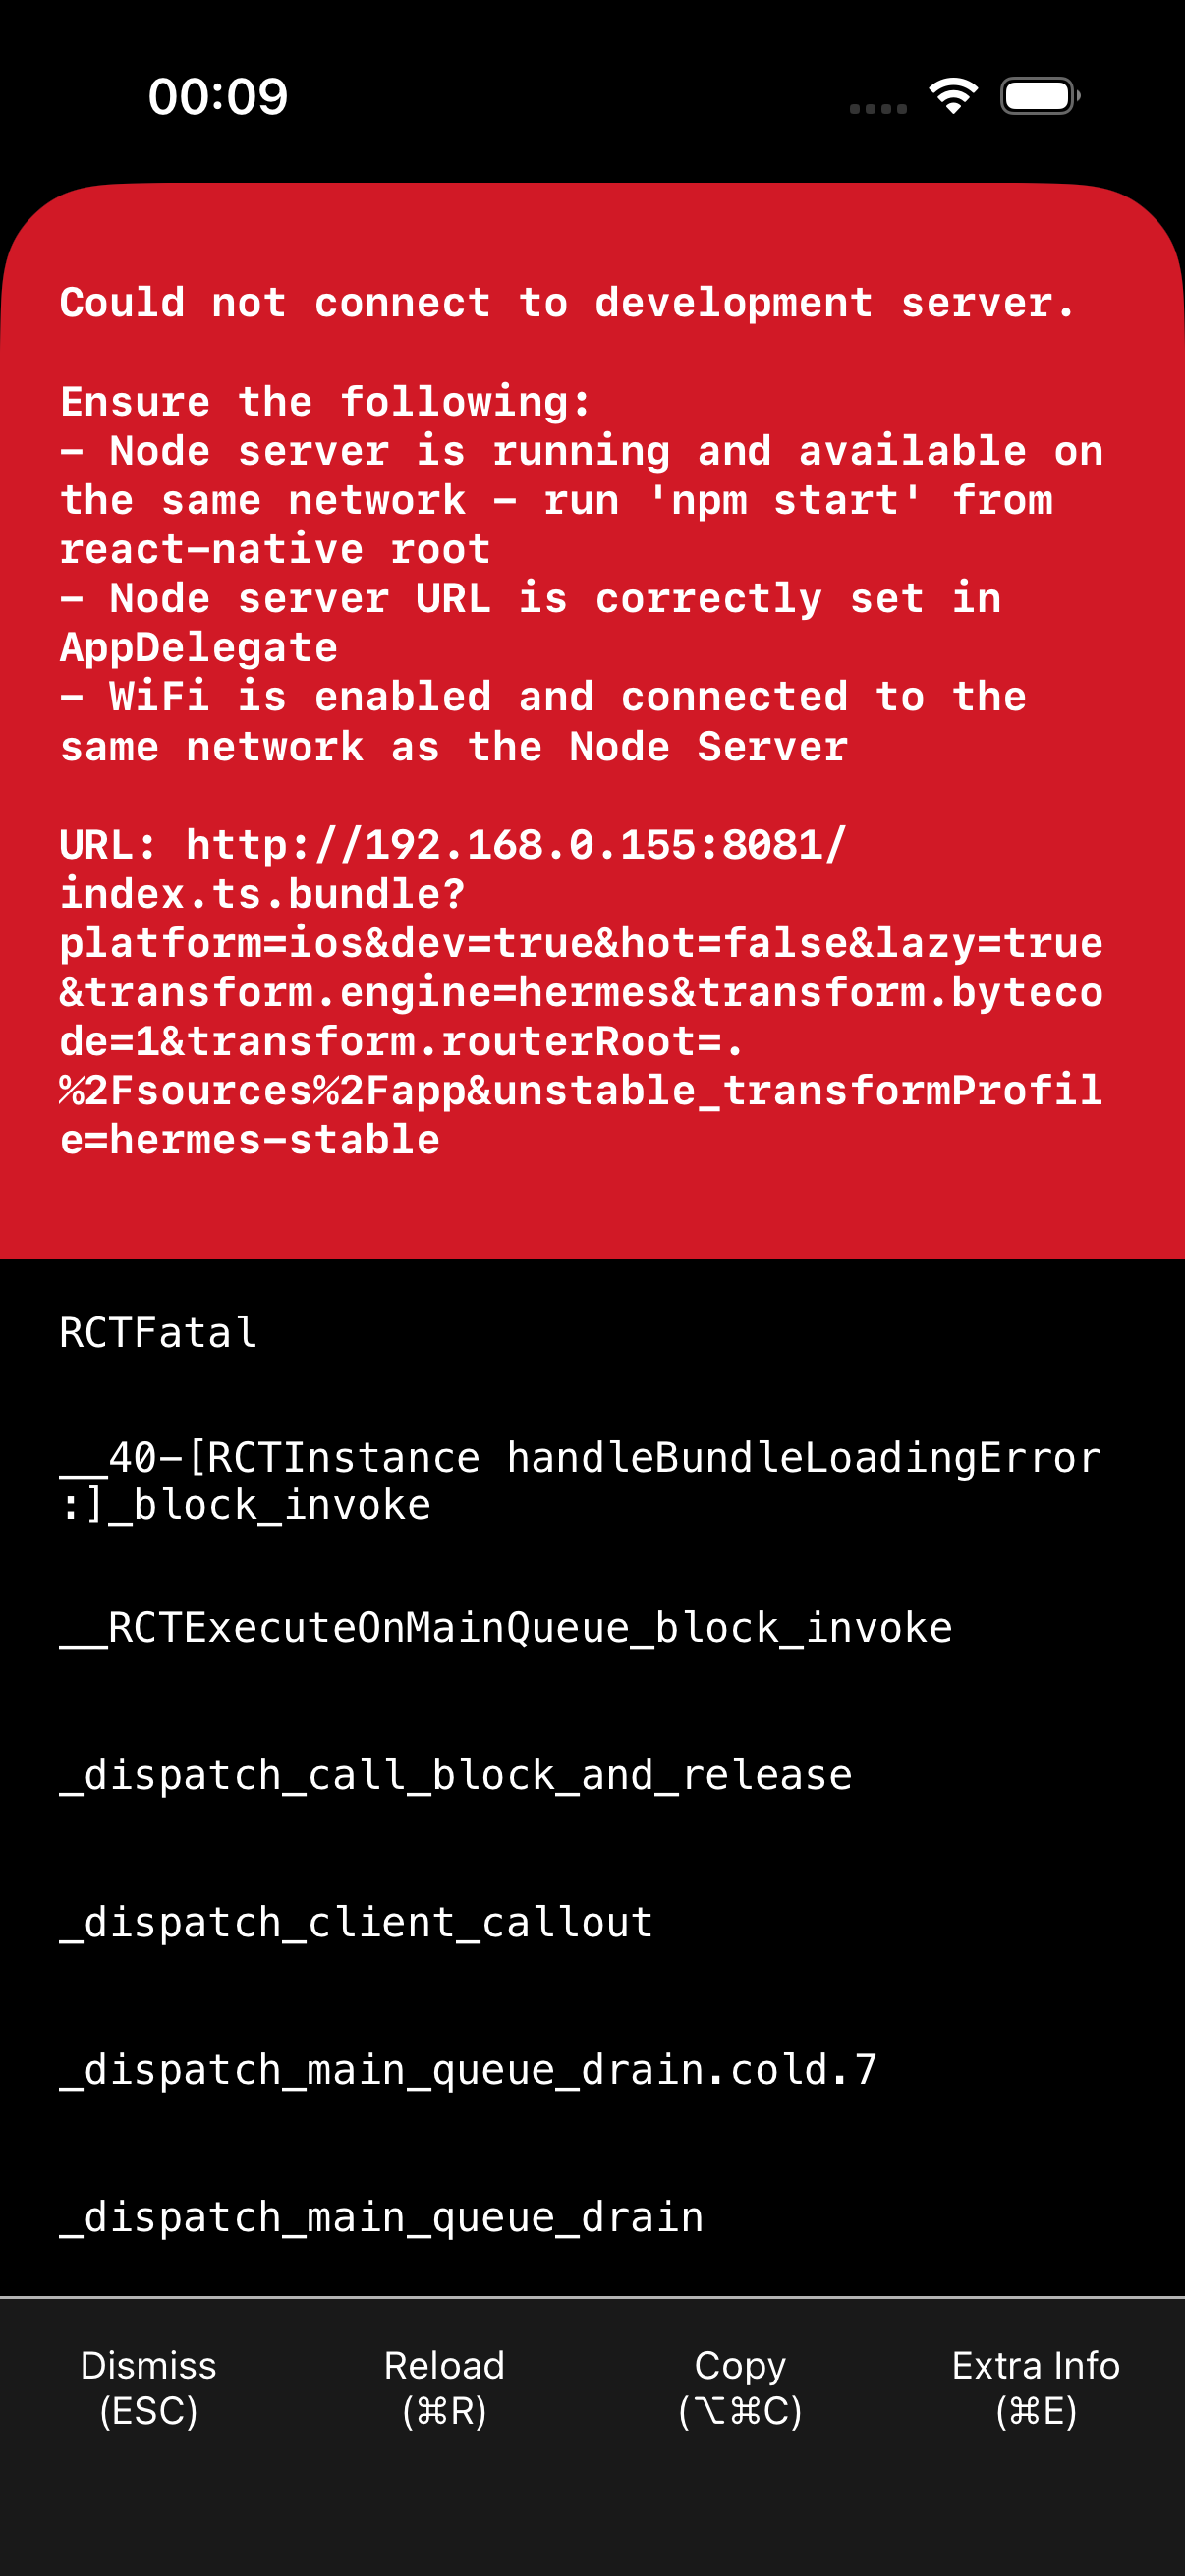 00:09
Could not connect to development server.
Ensure the following:
- Node server is running and available on
the same network - run 'npm start' from
react-native root
- Node server URL is correctly set in
AppDelegate
- WiFi is enabled and connected to the
same network as the Node Server
URL: http://192.168.0.155:8081/
index.ts.bundle?
platform=ios&dev=true&hot=false&lazy=true
&transform.engine=hermes&transform.byteco
de=1&transform.routerRoot=.
%2Fsources%2Fapp&unstable_transformProfil
e=hermes-stable
RCTFatal
__40-[RCTInstance handleBundleLoadingError
:]_block_invoke
__RCTExecuteOnMainQueue_block_invoke
_dispatch_call_block_and_release
_dispatch_client_callout
_dispatch_main_queue_drain.cold.7
_dispatch_main_queue_drain
Dismiss Reload Copy Extra Info
(ESC) (⌘R) (⌥⌘C) (⌘E)